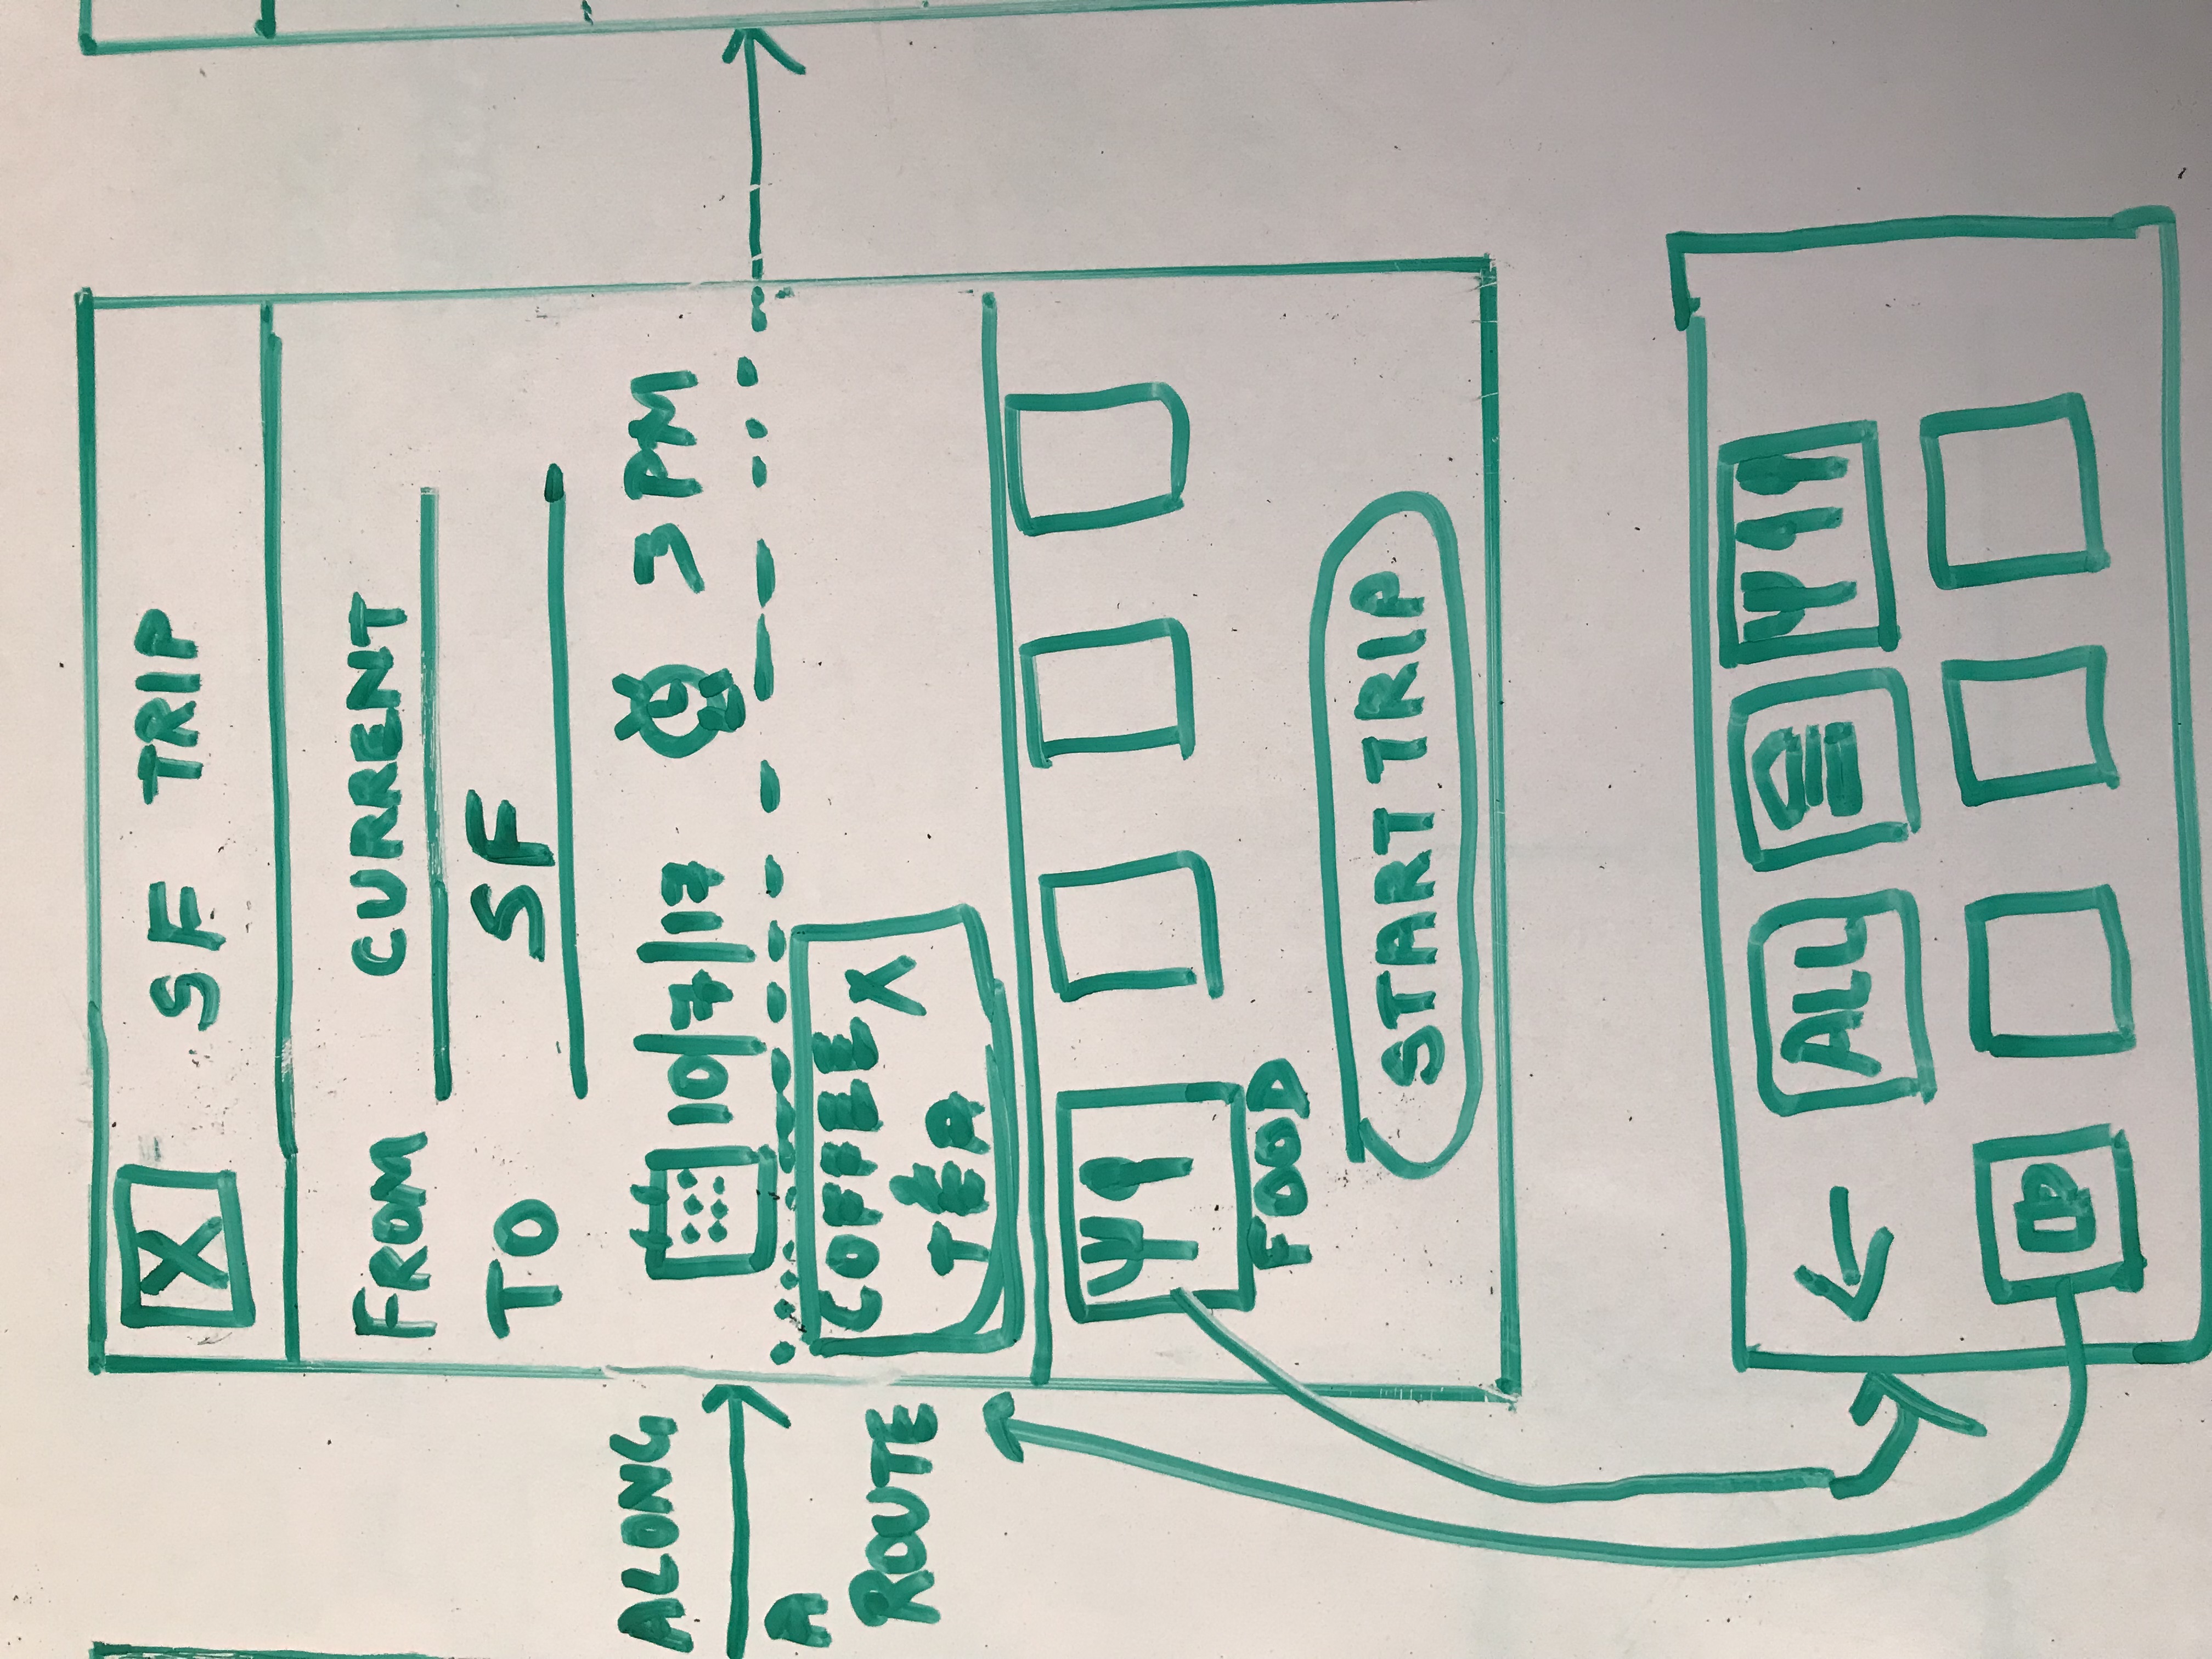 X SF TRIP
FROM CURRENT
TO SF
10/7/17 3 PM
ALONG
A
ROUTE
COFFEE X
&
TEA
FOOD
START TRIP
ALL